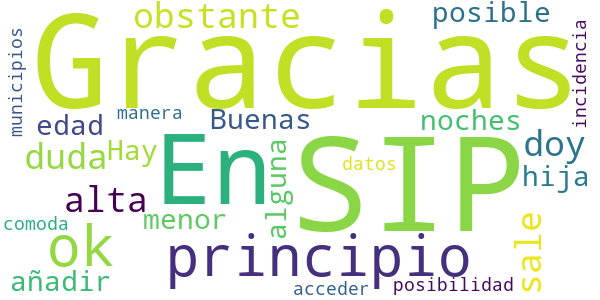 obstante
posible
Gracias
municipios
incidencia
manera
edad
Buenas
noches
En
SIP
duda
Hay
alguna
datos
doy
hija
alta
menor
comoda
ok
principio
sale
añadir
acceder
posibilidad